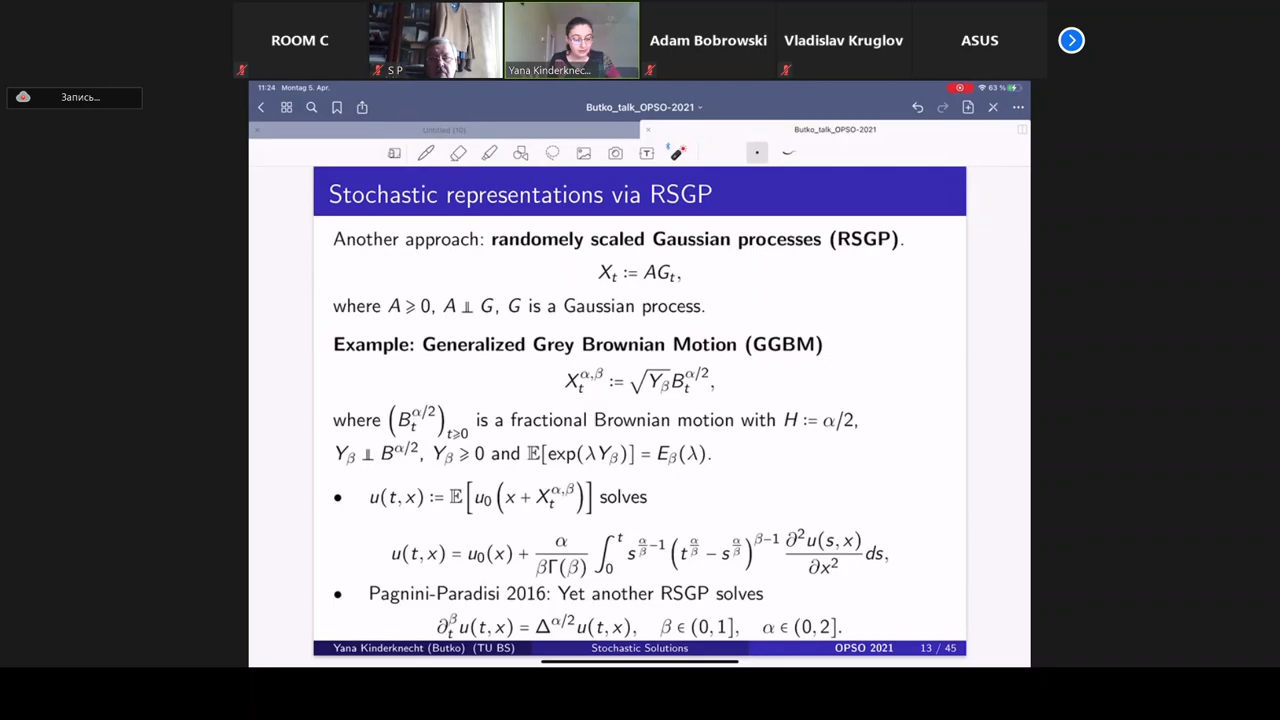 ROOM C
S P
Yana Kinderknec...
Adam Bobrowski
Vladislav Kruglov
ASUS
Запись...
11:24 Montag 5. Apr.
63 %
Butko_talk_OPSO-2021
Untitled (10)
Butko_talk_OPSO-2021
Stochastic representations via RSGP
Another approach: randomely scaled Gaussian processes (RSGP).
X_t := AG_t,
where A ⩾ 0, A ⫫ G, G is a Gaussian process.
Example: Generalized Grey Brownian Motion (GGBM)
X_t^{α,β} := √Y_β B_t^{α/2},
where (B_t^{α/2})_{t⩾0} is a fractional Brownian motion with H := α/2,
Y_β ⫫ B^{α/2}, Y_β ⩾ 0 and 𝔼[exp(λY_β)] = E_β(λ).
• u(t, x) := 𝔼[u_0(x + X_t^{α,β})] solves
u(t, x) = u_0(x) + α/(βΓ(β)) ∫_0^t s^{α/β−1} (t^{α/β} − s^{α/β})^{β−1} ∂²u(s, x)/∂x² ds,
• Pagnini-Paradisi 2016: Yet another RSGP solves
∂_t^β u(t, x) = Δ^{α/2} u(t, x), β ∈ (0, 1], α ∈ (0, 2].
Yana Kinderknecht (Butko) (TU BS) Stochastic Solutions OPSO 2021 13 / 45